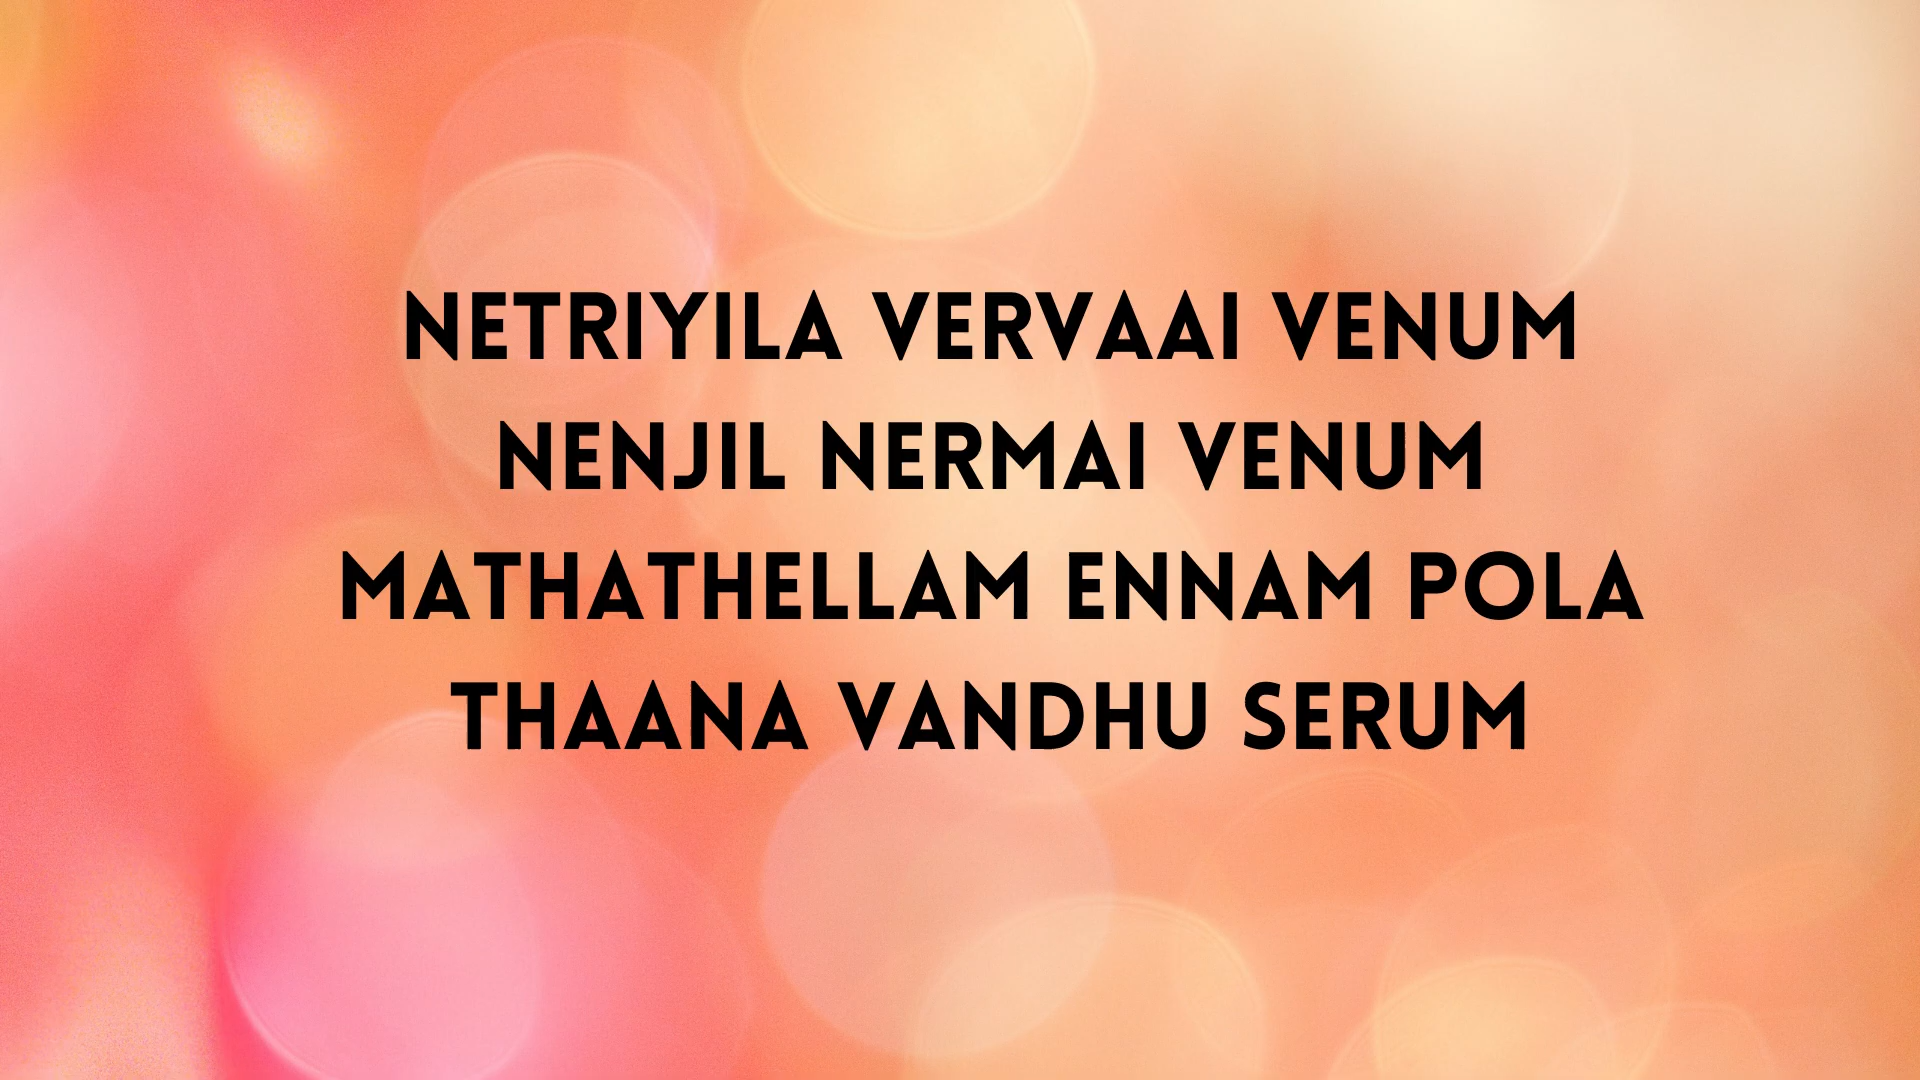 NETRIYILA VERVAAI VENUM
NENJIL NERMAI VENUM
MATHATHELLAM ENNAM POLA
THAANA VANDHU SERUM